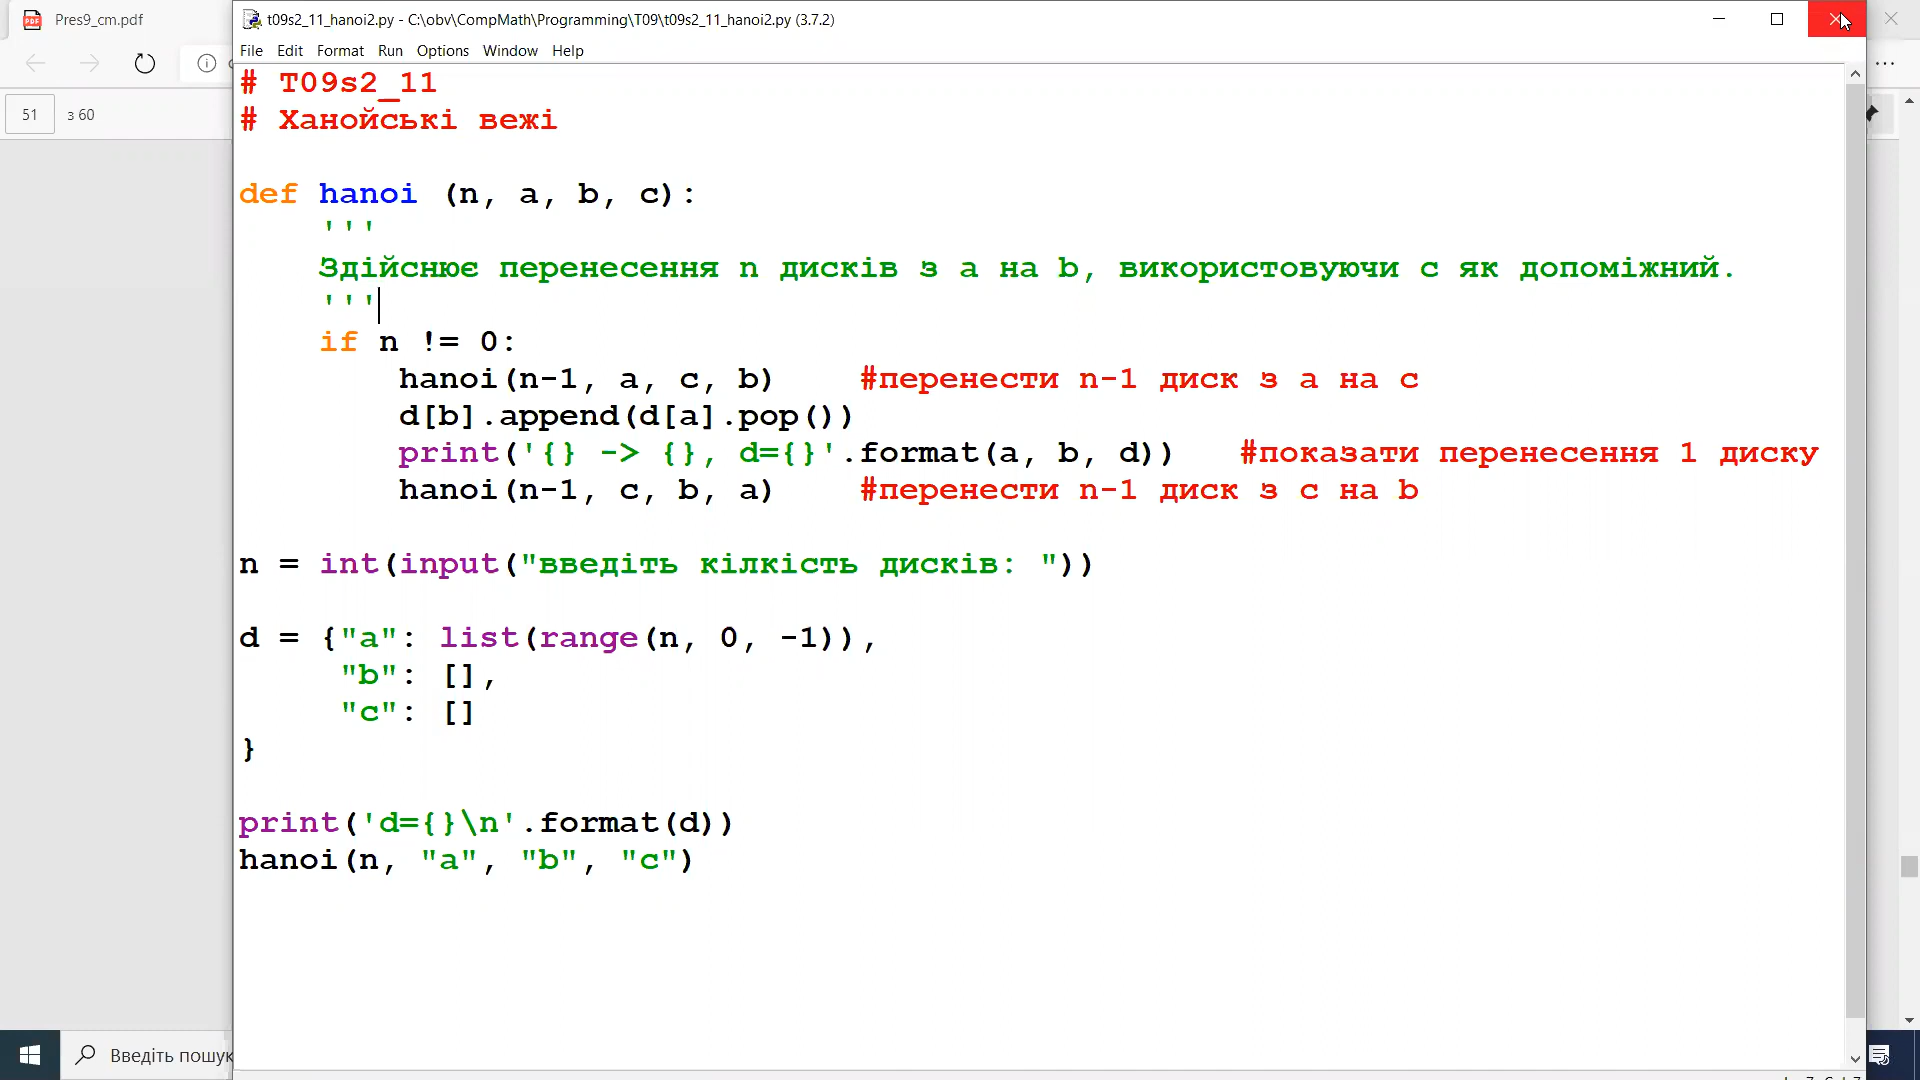 Pres9_cm.pdf
t09s2_11_hanoi2.py - C:\obv\CompMath\Programming\T09\t09s2_11_hanoi2.py (3.7.2)
File Edit Format Run Options Window Help
51 з 60
# T09s2_11
# Ханойські вежі
def hanoi (n, a, b, c):
'''
Здійснює перенесення n дисків з a на b, використовуючи c як допоміжний.
'''
if n != 0:
hanoi(n-1, a, c, b) #перенести n-1 диск з a на c
d[b].append(d[a].pop())
print('{} -> {}, d={}'.format(a, b, d)) #показати перенесення 1 диску
hanoi(n-1, c, b, a) #перенести n-1 диск з c на b
n = int(input("введіть кілкість дисків: "))
d = {"a": list(range(n, 0, -1)),
"b": [],
"c": []
}
print('d={}\n'.format(d))
hanoi(n, "a", "b", "c")
Введіть пошук